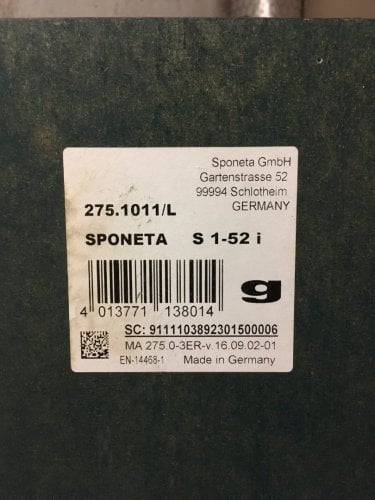 Sponeta GmbH
Gartenstrasse 52
99994 Schlotheim
GERMANY
275.1011/L
SPONETA S 1-52 i
g
4 013771 138014
SC: 9111103892301500006
MA 275.0-3ER-v.16.09.02-01
EN-14468-1 Made in Germany